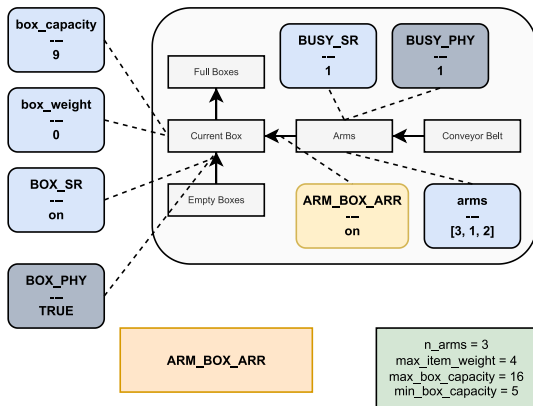 box_capacity
---
9
box_weight
---
0
BOX_SR
---
on
BOX_PHY
---
TRUE
BUSY_SR
---
1
BUSY_PHY
---
1
Full Boxes
Current Box
Arms
Conveyor Belt
Empty Boxes
ARM_BOX_ARR
---
on
arms
---
[3, 1, 2]
ARM_BOX_ARR
n_arms = 3
max_item_weight = 4
max_box_capacity = 16
min_box_capacity = 5